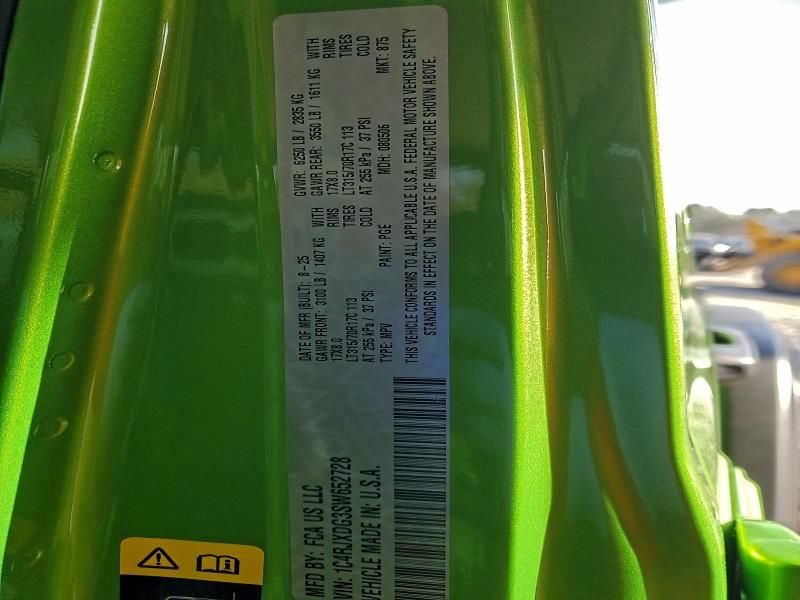 MFD BY: FCA US LLC
VIN: 1C4RJXDG3SW652728
VEHICLE MADE IN: U.S.A.
DATE OF MFR (BUILT): 8-25 GVWR: 6250 LB / 2835 KG
GAWR FRONT: 3100 LB / 1407 KG WITH GAWR REAR: 3550 LB / 1611 KG WITH
17X8.0 RIMS 17X8.0 RIMS
LT315/70R17C 113 TIRES LT315/70R17C 113 TIRES
AT 255 kPa / 37 PSI COLD AT 255 kPa / 37 PSI COLD
TYPE: MPV PAINT: PGE MDH: 080506 MKT: 875
THIS VEHICLE CONFORMS TO ALL APPLICABLE U.S.A. FEDERAL MOTOR VEHICLE SAFETY
STANDARDS IN EFFECT ON THE DATE OF MANUFACTURE SHOWN ABOVE.